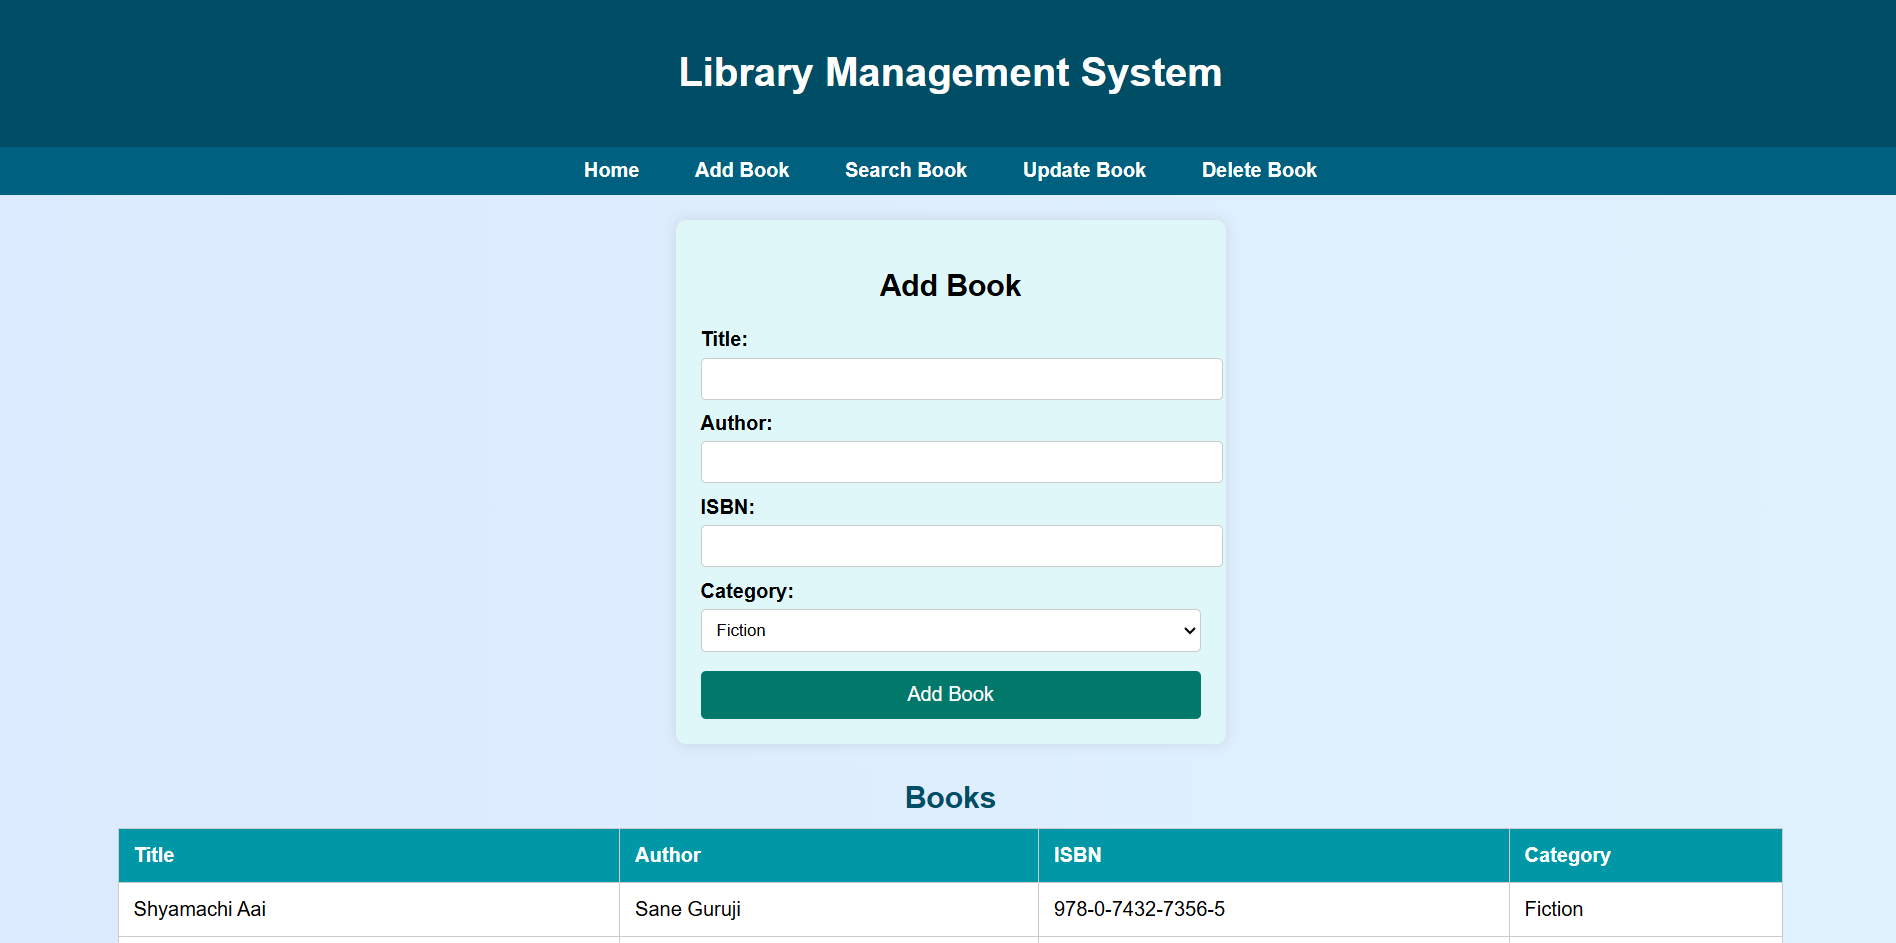 Library Management System
Home Add Book Search Book Update Book Delete Book
Add Book
Title:
Author:
ISBN:
Category:
Fiction
Add Book
Books
Title Author ISBN Category
Shyamachi Aai Sane Guruji 978-0-7432-7356-5 Fiction